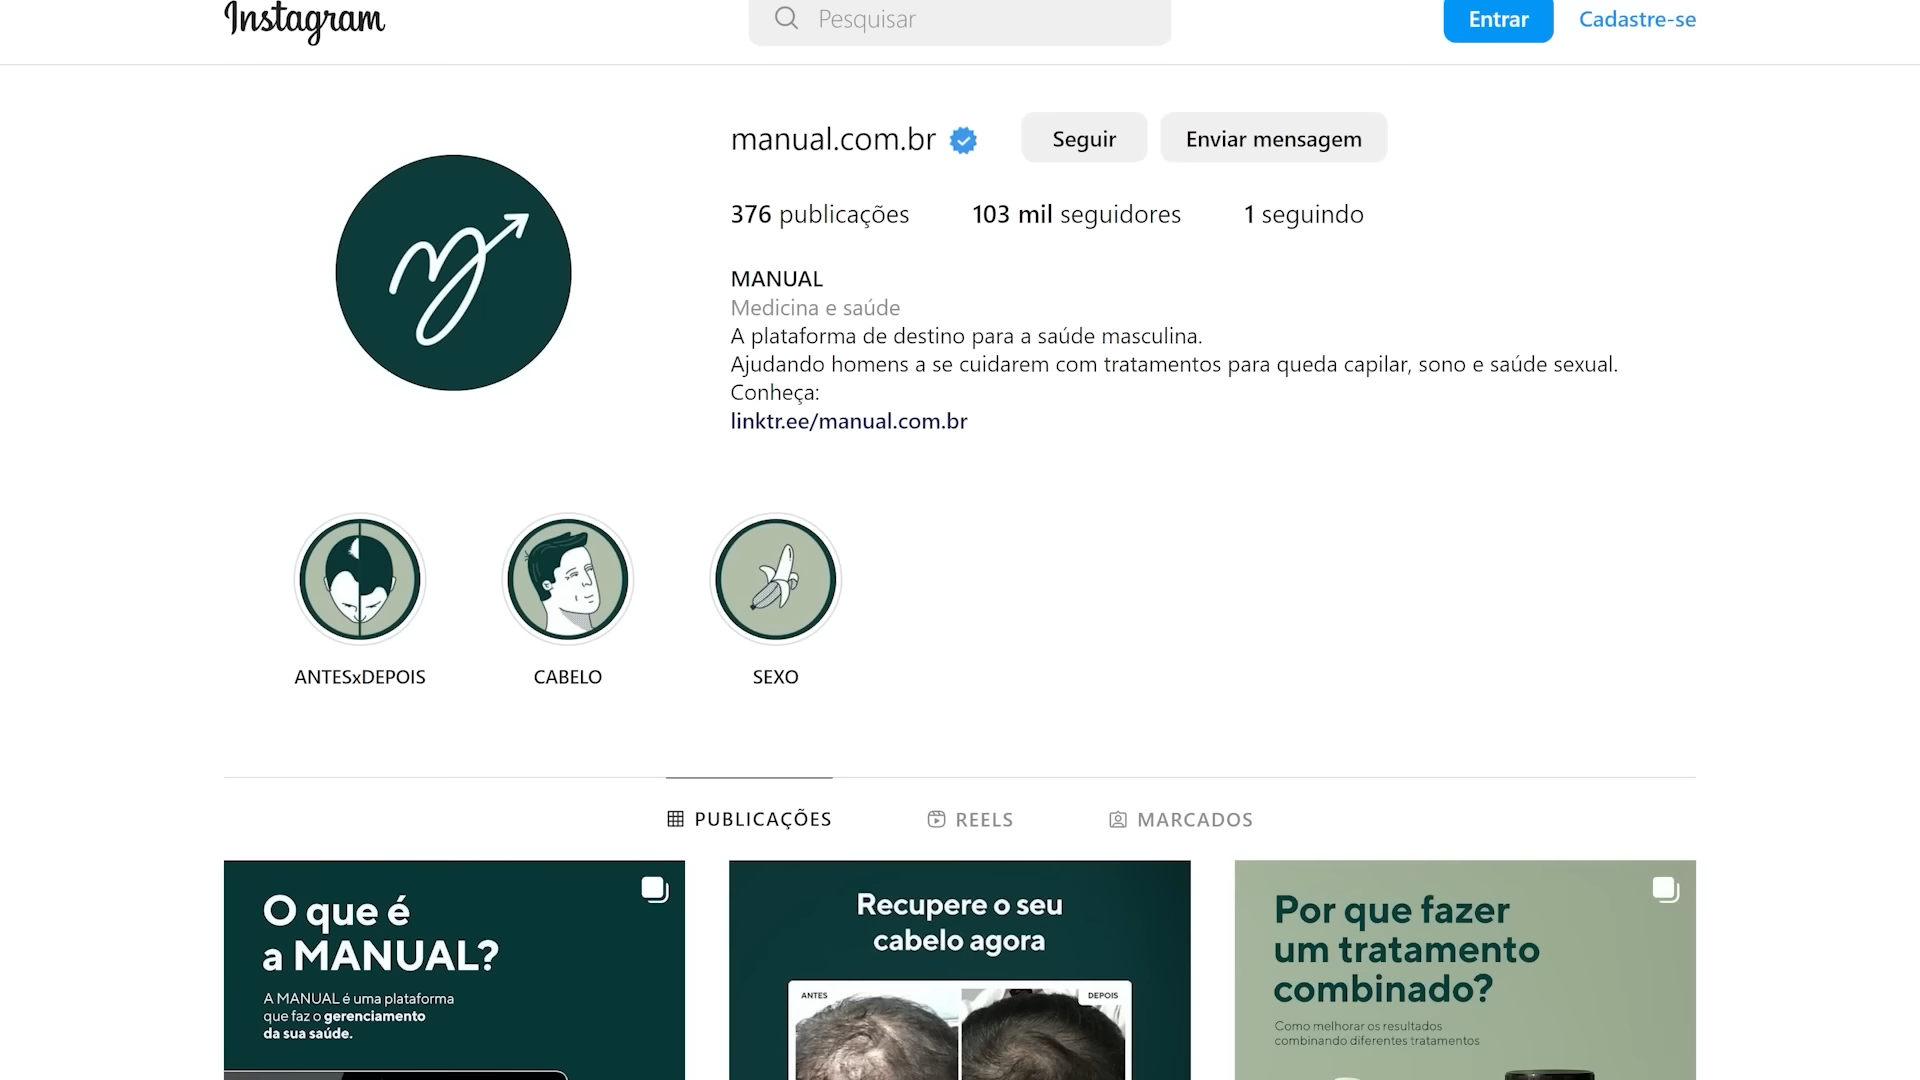 Instagram
Pesquisar
Entrar
Cadastre-se
manual.com.br
Seguir
Enviar mensagem
376 publicações
103 mil seguidores
1 seguindo
MANUAL
Medicina e saúde
A plataforma de destino para a saúde masculina.
Ajudando homens a se cuidarem com tratamentos para queda capilar, sono e saúde sexual.
Conheça:
linktr.ee/manual.com.br
ANTESxDEPOIS
CABELO
SEXO
PUBLICAÇÕES
REELS
MARCADOS
O que é
a MANUAL?
A MANUAL é uma plataforma
que faz o gerenciamento
da sua saúde.
Recupere o seu
cabelo agora
ANTES
DEPOIS
Por que fazer
um tratamento
combinado?
Como melhorar os resultados
combinando diferentes tratamentos